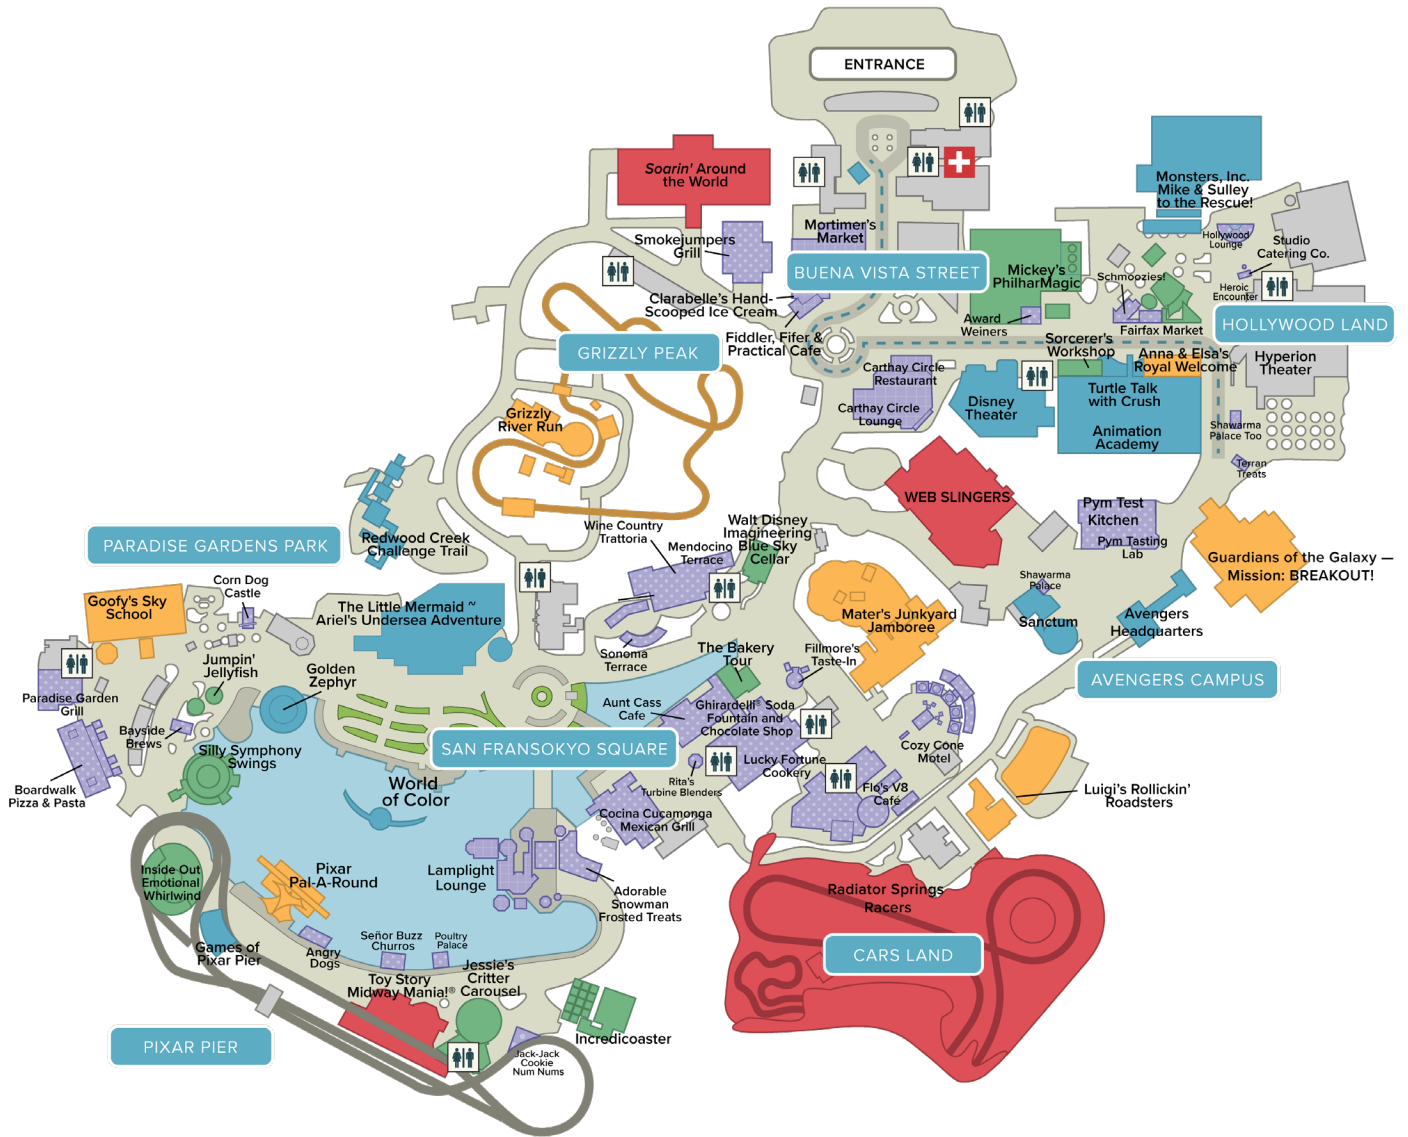 ENTRANCE
Soarin' Around
the World
Monsters, Inc.
Mike & Sulley
to the Rescue!
Mortimer's
Market
Smokejumpers
Grill
Hollywood
Lounge
Studio
Catering Co.
BUENA VISTA STREET
Mickey's
PhilharMagic
Schmoozies!
Heroic
Encounter
Clarabelle's Hand-
Scooped Ice Cream
Award
Weiners
Fairfax Market
HOLLYWOOD LAND
Fiddler, Fifer &
Practical Cafe
GRIZZLY PEAK
Sorcerer's
Workshop
Anna & Elsa's
Royal Welcome
Hyperion
Theater
Carthay Circle
Restaurant
Carthay Circle
Lounge
Disney
Theater
Turtle Talk
with Crush
Animation
Academy
Grizzly
River Run
Shawarma
Palace Too
Terran
Treats
WEB SLINGERS
Pym Test
Kitchen
Pym Tasting
Lab
PARADISE GARDENS PARK
Redwood Creek
Challenge Trail
Wine Country
Trattoria
Mendocino
Terrace
Walt Disney
Imagineering
Blue Sky
Cellar
Guardians of the Galaxy —
Mission: BREAKOUT!
Goofy's Sky
School
Corn Dog
Castle
The Little Mermaid ~
Ariel's Undersea Adventure
Shawarma
Palace
Sanctum
Avengers
Headquarters
Mater's Junkyard
Jamboree
Sonoma
Terrace
The Bakery
Tour
Fillmore's
Taste-In
AVENGERS CAMPUS
Jumpin'
Jellyfish
Golden
Zephyr
Paradise Garden
Grill
Aunt Cass
Cafe
Ghirardelli® Soda
Fountain and
Chocolate Shop
Bayside
Brews
Silly Symphony
Swings
SAN FRANSOKYO SQUARE
Lucky Fortune
Cookery
Cozy Cone
Motel
Boardwalk
Pizza & Pasta
World
of Color
Rita's
Turbine Blenders
Flo's V8
Café
Luigi's Rollickin'
Roadsters
Cocina Cucamonga
Mexican Grill
Inside Out
Emotional
Whirlwind
Pixar
Pal-A-Round
Lamplight
Lounge
Adorable
Snowman
Frosted Treats
Radiator Springs
Racers
Games of
Pixar Pier
Angry
Dogs
Señor Buzz
Churros
Poultry
Palace
CARS LAND
Toy Story
Midway Mania!®
Jessie's
Critter
Carousel
Incredicoaster
PIXAR PIER
Jack-Jack
Cookie
Num Nums